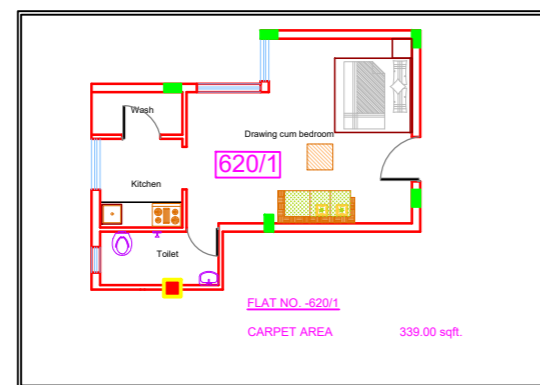 Wash
Drawing cum bedroom
620/1
Kitchen
Toilet
FLAT NO. -620/1
CARPET AREA 339.00 sqft.